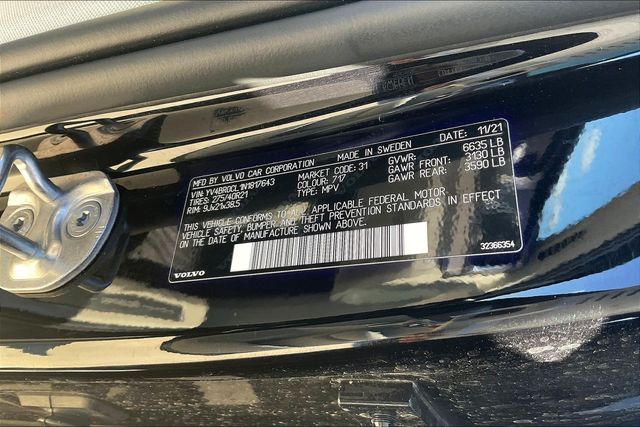 MFD BY VOLVO CAR CORPORATION MADE IN SWEDEN DATE: 11/21
VIN: YV4BR0CL1N1817643 MARKET CODE: 31 GVWR: 6635 LB
TIRES: 275/40R21 COLOUR: 717 GAWR FRONT: 3130 LB
RIM: 9Jx21x38.5 TYPE: MPV GAWR REAR: 3590 LB
THIS VEHICLE CONFORMS TO ALL APPLICABLE FEDERAL MOTOR
VEHICLE SAFETY, BUMPER, AND THEFT PREVENTION STANDARDS IN EFFECT
ON THE DATE OF MANUFACTURE SHOWN ABOVE.
32366354
VOLVO